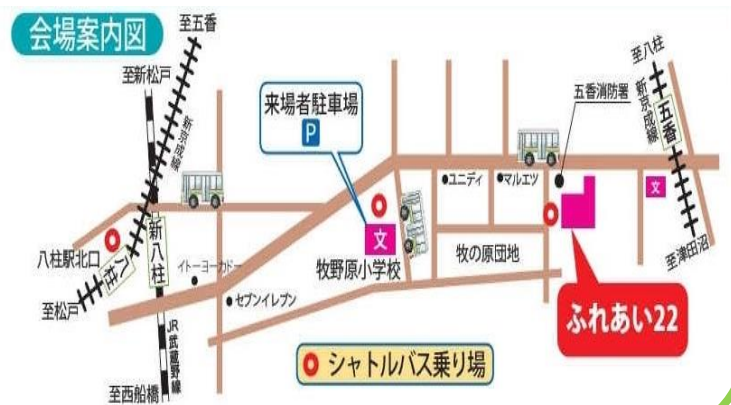 会場案内図
至五香
至新松戸
新京成線
来場者駐車場
P
至八柱
五香消防署
新京成線
五香
ユニディ
マルエツ
文
文
新八柱
八柱駅北口
八柱
イトーヨーカドー
牧野原小学校
牧の原団地
至津田沼
至松戸
セブンイレブン
ふれあい22
JR武蔵野線
シャトルバス乗り場
至西船橋